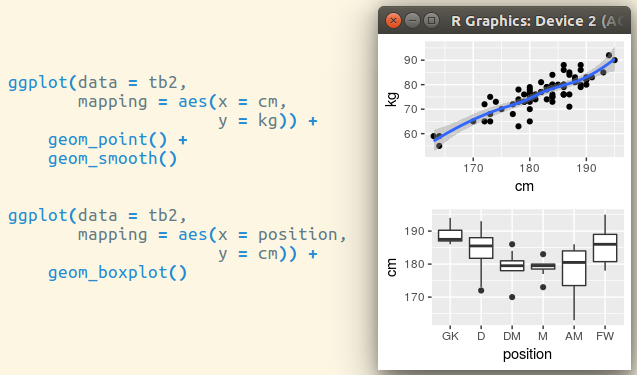 ggplot(data = tb2,
mapping = aes(x = cm,
y = kg)) +
geom_point() +
geom_smooth()
ggplot(data = tb2,
mapping = aes(x = position,
y = cm)) +
geom_boxplot()
R Graphics: Device 2 (AC
90
80
70
60
kg
170 180 190
cm
190
180
170
cm
GK D DM M AM FW
position